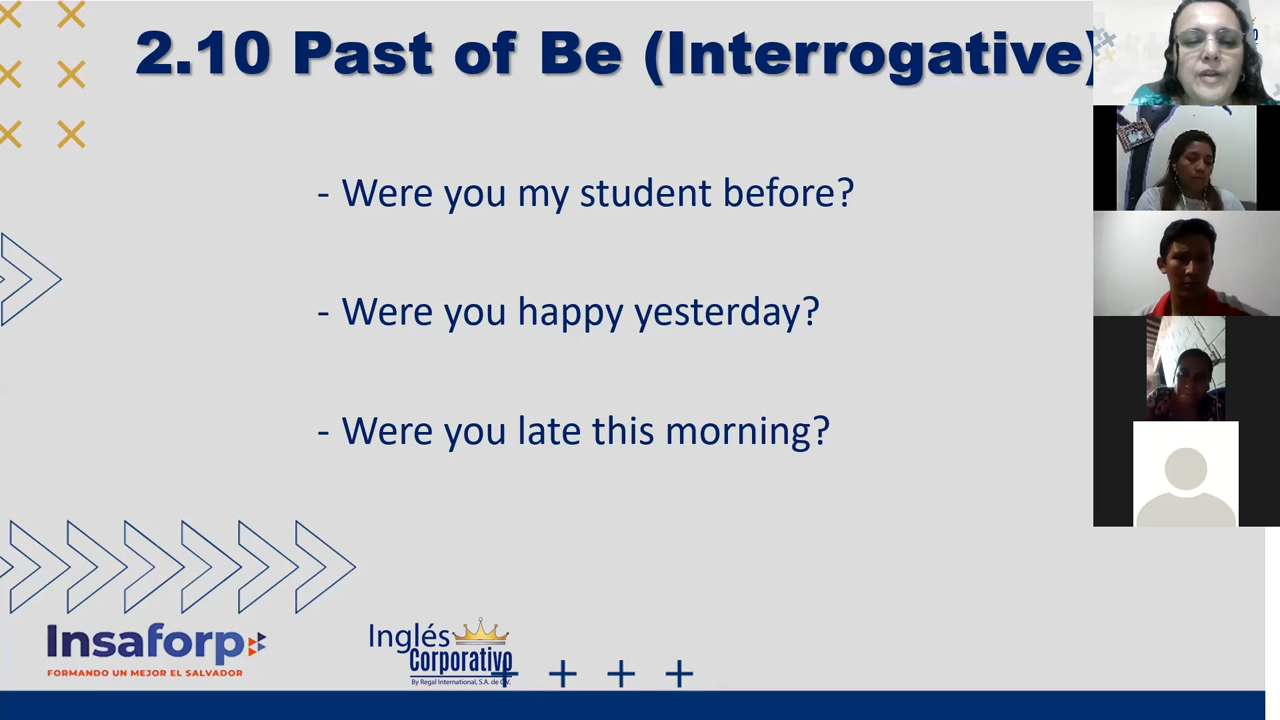 2.10 Past of Be (Interrogative)
- Were you my student before?
- Were you happy yesterday?
- Were you late this morning?
Insaforp
FORMANDO UN MEJOR EL SALVADOR
Inglés
Corporativo
By Regal International, S.A. de C.V.